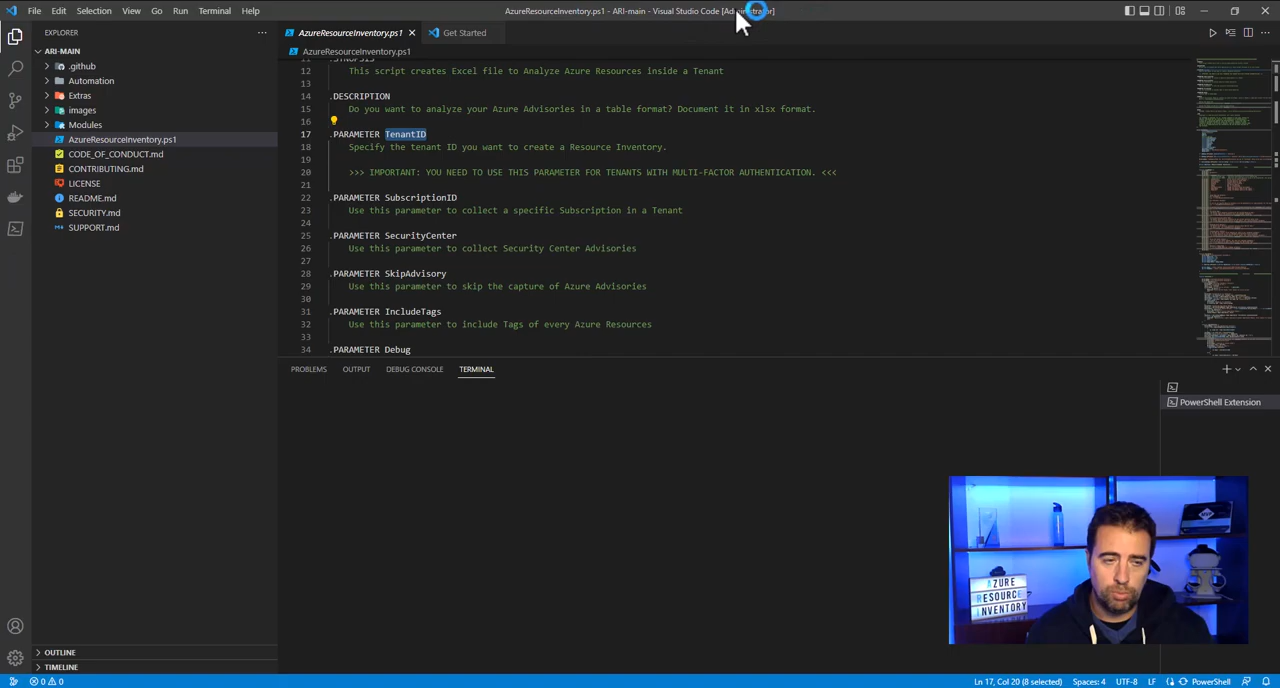 File Edit Selection View Go Run Terminal Help
AzureResourceInventory.ps1 - ARI-main - Visual Studio Code [Administrator]
EXPLORER
AzureResourceInventory.ps1
Get Started
ARI-MAIN
AzureResourceInventory.ps1
.github
Automation
Extras
images
Modules
AzureResourceInventory.ps1
CODE_OF_CONDUCT.md
CONTRIBUTING.md
LICENSE
README.md
SECURITY.md
SUPPORT.md
11 .SYNOPSIS
12 This script creates Excel file to Analyze Azure Resources inside a Tenant
13
14 .DESCRIPTION
15 Do you want to analyze your Azure Advisories in a table format? Document it in xlsx format.
16
17 .PARAMETER TenantID
18 Specify the tenant ID you want to create a Resource Inventory.
19
20 >>> IMPORTANT: YOU NEED TO USE THIS PARAMETER FOR TENANTS WITH MULTI-FACTOR AUTHENTICATION. <<<
21
22 .PARAMETER SubscriptionID
23 Use this parameter to collect a specific Subscription in a Tenant
24
25 .PARAMETER SecurityCenter
26 Use this parameter to collect Security Center Advisories
27
28 .PARAMETER SkipAdvisory
29 Use this parameter to skip the capture of Azure Advisories
30
31 .PARAMETER IncludeTags
32 Use this parameter to include Tags of every Azure Resources
33
34 .PARAMETER Debug
PROBLEMS OUTPUT DEBUG CONSOLE TERMINAL
PowerShell Extension
AZURE
RESOURCE
INVENTORY
OUTLINE
TIMELINE
0 0
Ln 17, Col 20 (8 selected) Spaces: 4 UTF-8 LF PowerShell